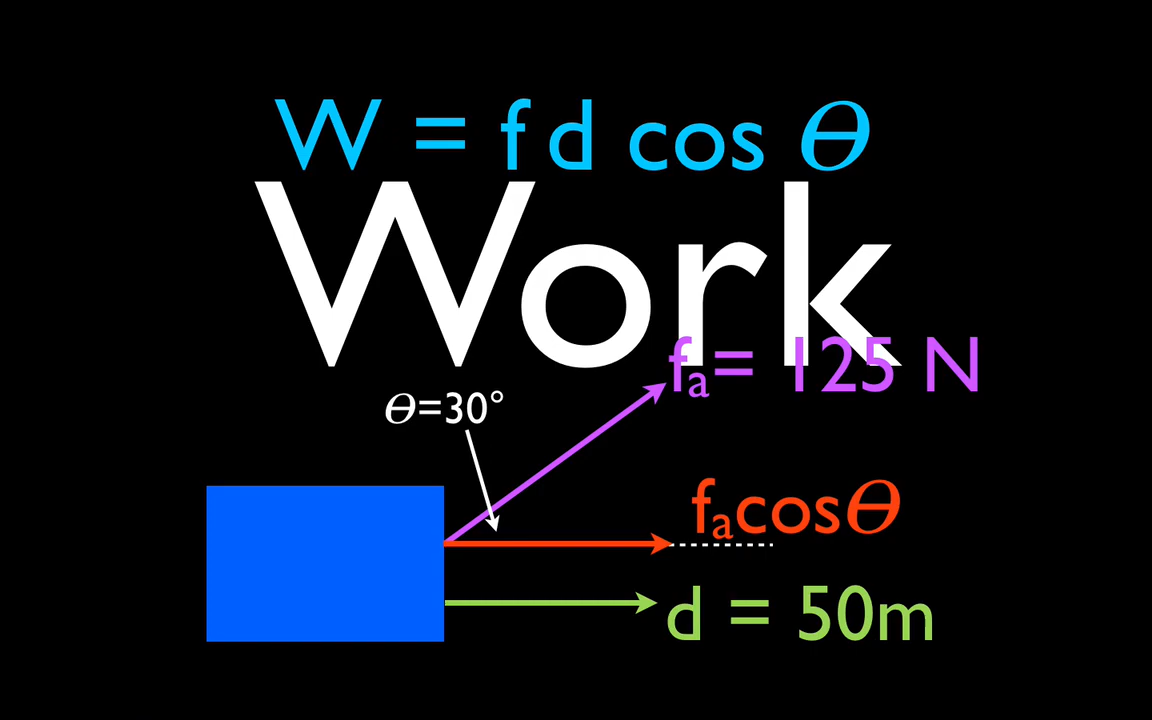 W = f d cos θ
Work
fₐ= 125 N
θ=30°
fₐcosθ
d = 50m